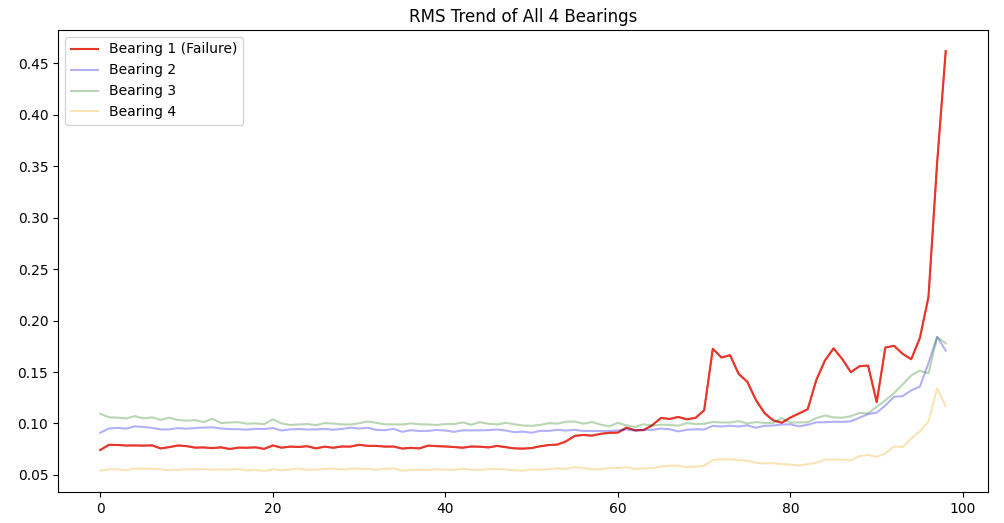 RMS Trend of All 4 Bearings
Bearing 1 (Failure)
Bearing 2
Bearing 3
Bearing 4
0.45
0.40
0.35
0.30
0.25
0.20
0.15
0.10
0.05
0 20 40 60 80 100